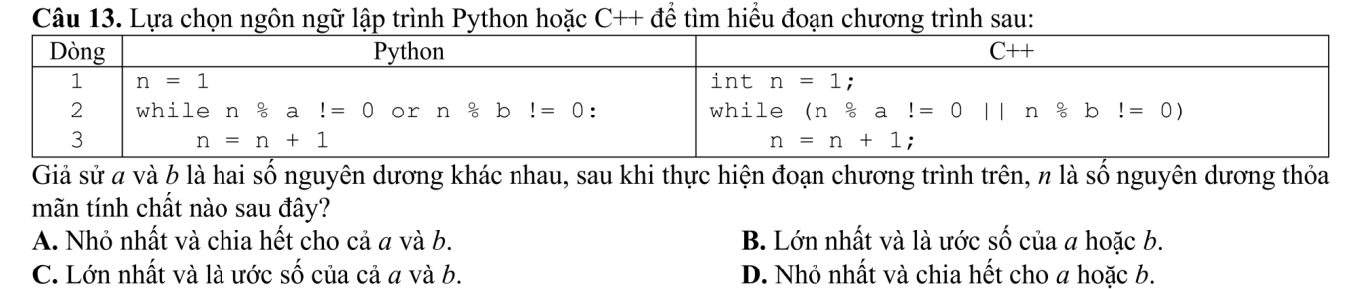 Câu 13. Lựa chọn ngôn ngữ lập trình Python hoặc C++ để tìm hiểu đoạn chương trình sau:
Dòng Python C++
1 n = 1 int n = 1;
2 while n % a != 0 or n % b != 0: while (n % a != 0 || n % b != 0)
3 n = n + 1 n = n + 1;
Giả sử a và b là hai số nguyên dương khác nhau, sau khi thực hiện đoạn chương trình trên, n là số nguyên dương thỏa
mãn tính chất nào sau đây?
A. Nhỏ nhất và chia hết cho cả a và b. B. Lớn nhất và là ước số của a hoặc b.
C. Lớn nhất và là ước số của cả a và b. D. Nhỏ nhất và chia hết cho a hoặc b.